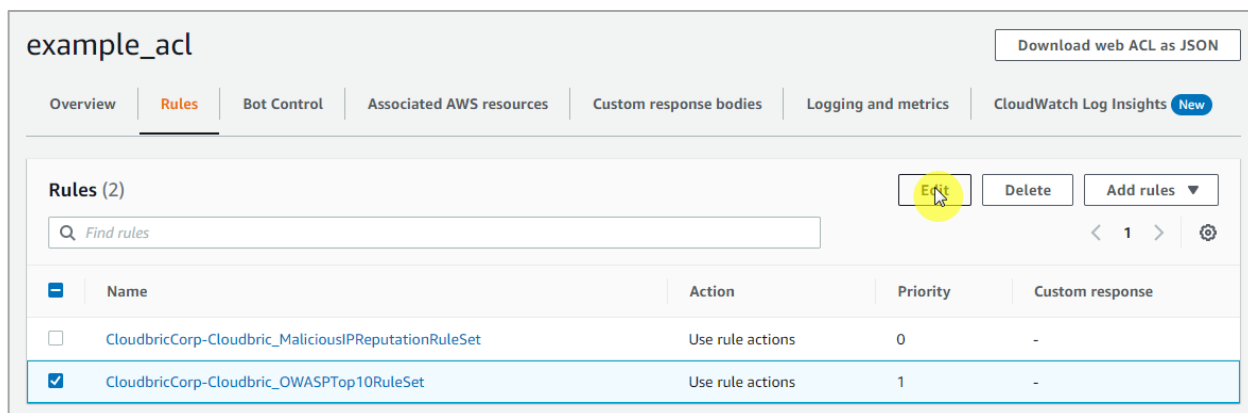 example_acl
Download web ACL as JSON
Overview Rules Bot Control Associated AWS resources Custom response bodies Logging and metrics CloudWatch Log Insights New
Rules (2)
Edit Delete Add rules
Find rules
1
Name Action Priority Custom response
CloudbricCorp-Cloudbric_MaliciousIPReputationRuleSet Use rule actions 0 -
CloudbricCorp-Cloudbric_OWASPTop10RuleSet Use rule actions 1 -